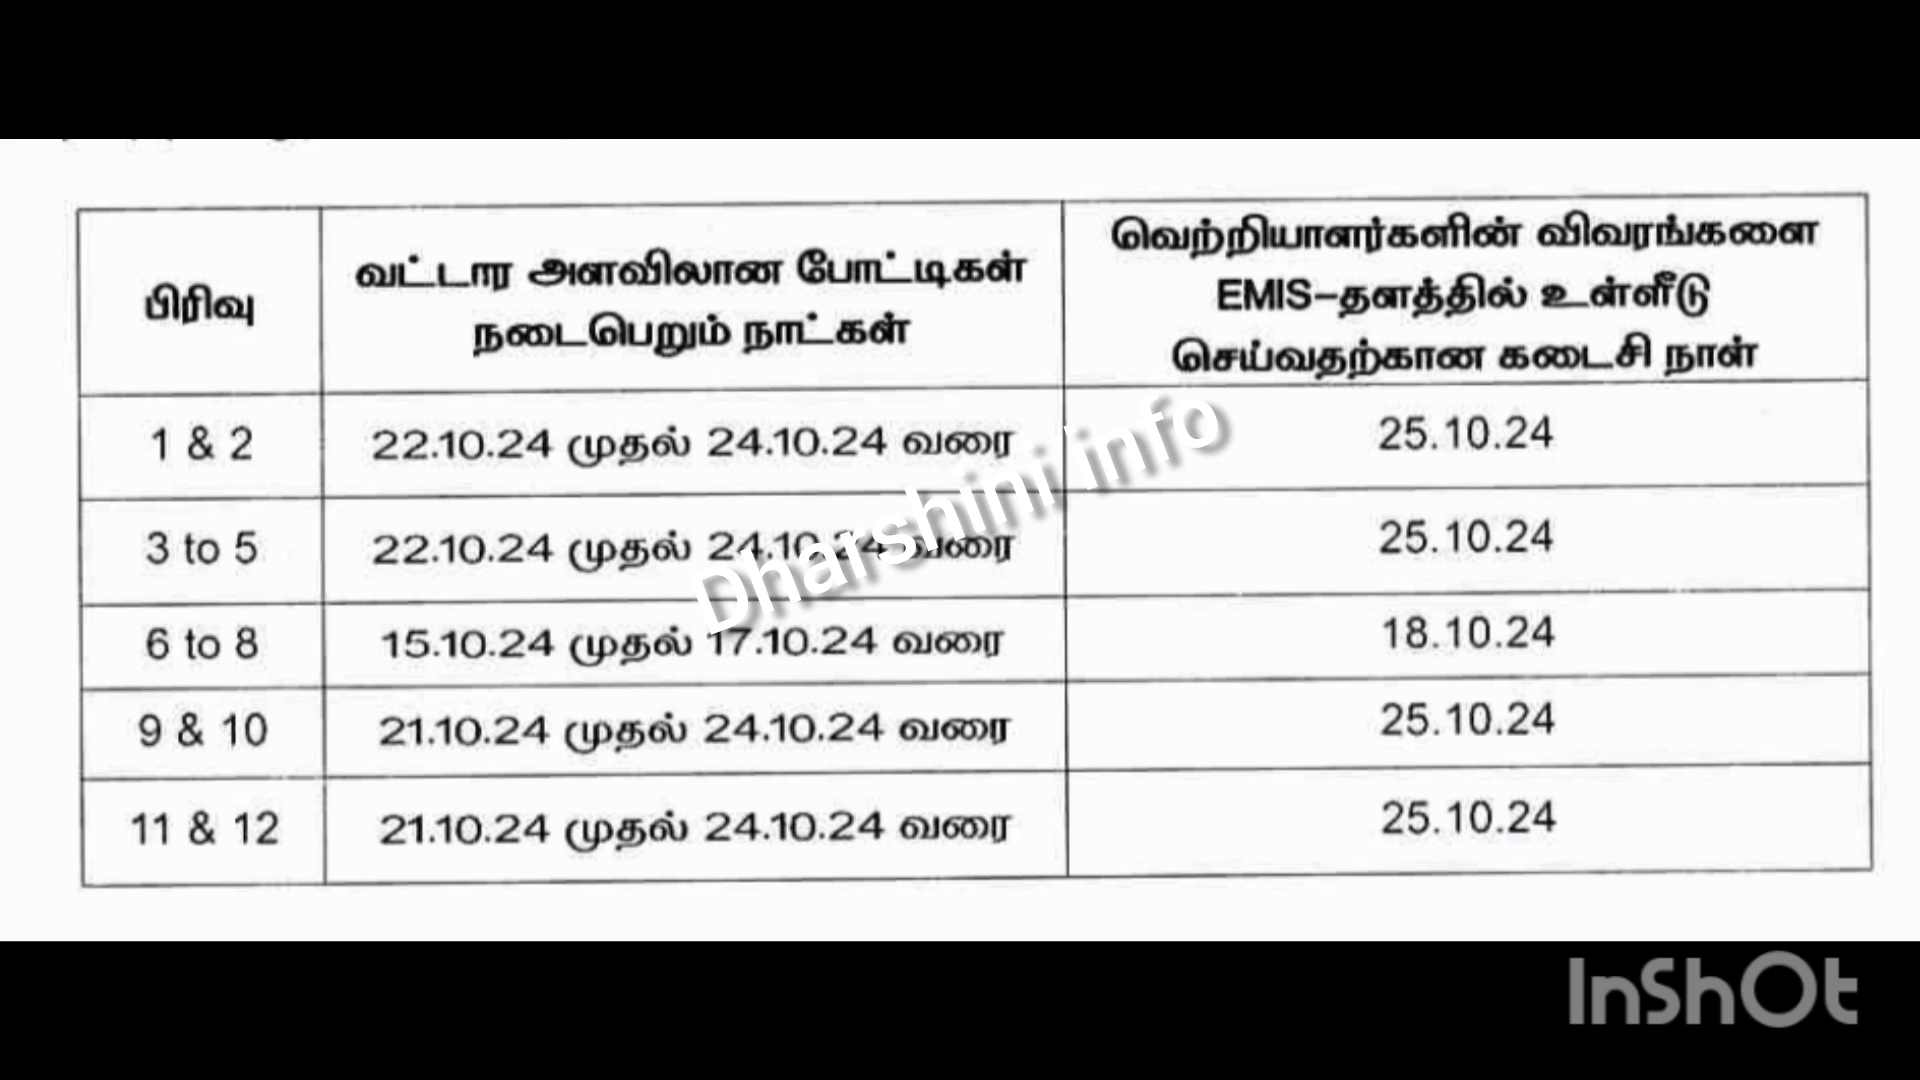 பிரிவு
வட்டார அளவிலான போட்டிகள்
நடைபெறும் நாட்கள்
வெற்றியாளர்களின் விவரங்களை
EMIS-தளத்தில் உள்ளீடு
செய்வதற்கான கடைசி நாள்
1 & 2
22.10.24 முதல் 24.10.24 வரை
25.10.24
3 to 5
22.10.24 முதல் 24.10.24 வரை
25.10.24
6 to 8
15.10.24 முதல் 17.10.24 வரை
18.10.24
9 & 10
21.10.24 முதல் 24.10.24 வரை
25.10.24
11 & 12
21.10.24 முதல் 24.10.24 வரை
25.10.24
Dharshini info
InShOt